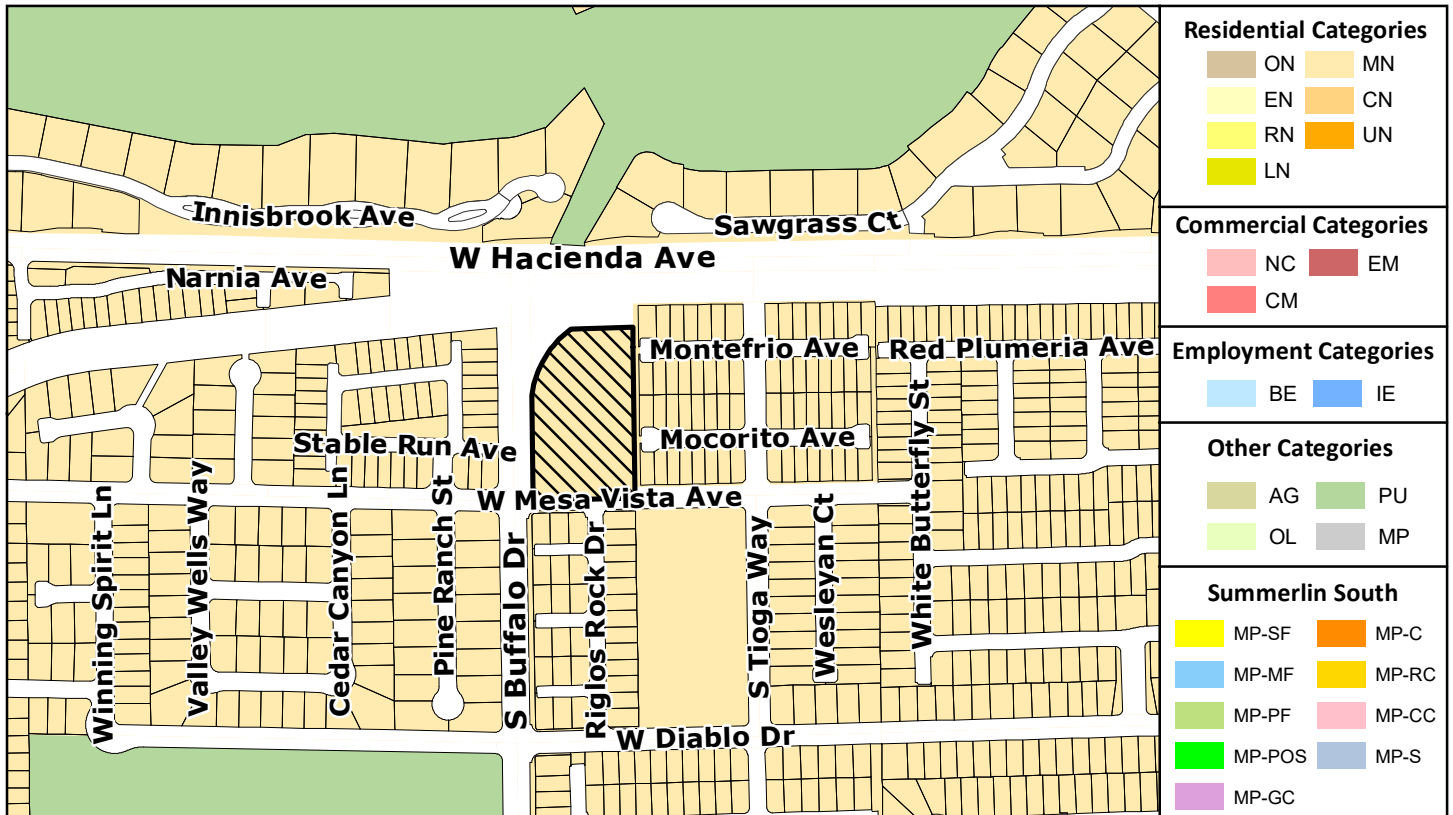 Innisbrook Ave
Sawgrass Ct
W Hacienda Ave
Narnia Ave
Montefrio Ave
Red Plumeria Ave
Stable Run Ave
Mocorito Ave
W Mesa Vista Ave
Winning Spirit Ln
Valley Wells Way
Cedar Canyon Ln
Pine Ranch St
S Buffalo Dr
Riglos Rock Dr
S Tioga Way
Wesleyan Ct
White Butterfly St
W Diablo Dr
Residential Categories
ON MN
EN CN
RN UN
LN
Commercial Categories
NC EM
CM
Employment Categories
BE IE
Other Categories
AG PU
OL MP
Summerlin South
MP-SF MP-C
MP-MF MP-RC
MP-PF MP-CC
MP-POS MP-S
MP-GC